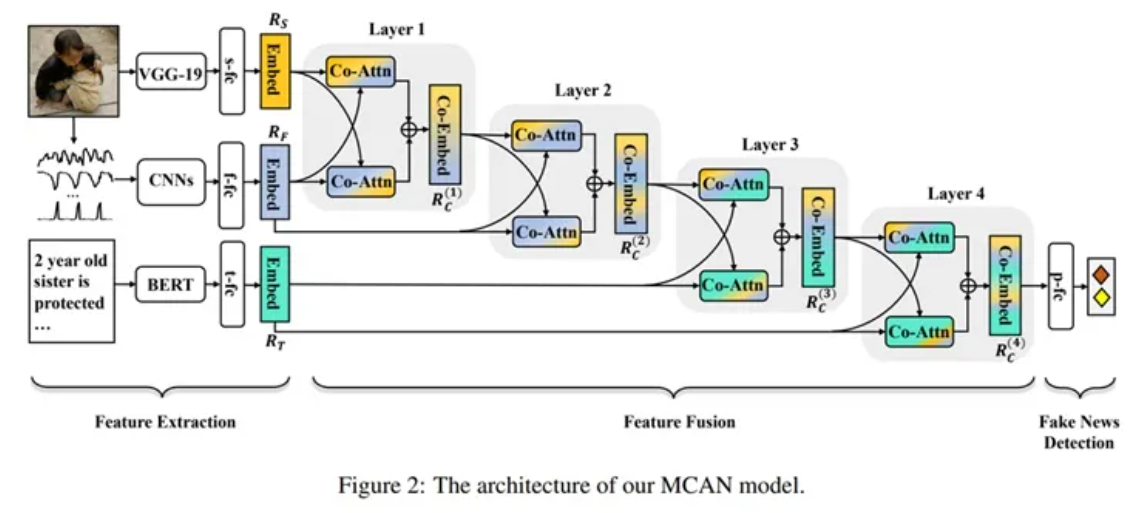 R_S
Layer 1
VGG-19
s-fc
Embed
Co-Attn
Co-Embed
R_C^(1)
Layer 2
R_F
CNNs
f-fc
Embed
Co-Attn
Co-Attn
Co-Embed
R_C^(2)
Co-Attn
Layer 3
...
2 year old
sister is
protected
...
BERT
t-fc
Embed
R_T
Co-Attn
Co-Attn
Co-Embed
R_C^(3)
Layer 4
Co-Attn
Co-Attn
Co-Embed
R_C^(4)
p-fc
Feature Extraction
Feature Fusion
Fake News
Detection
Figure 2: The architecture of our MCAN model.